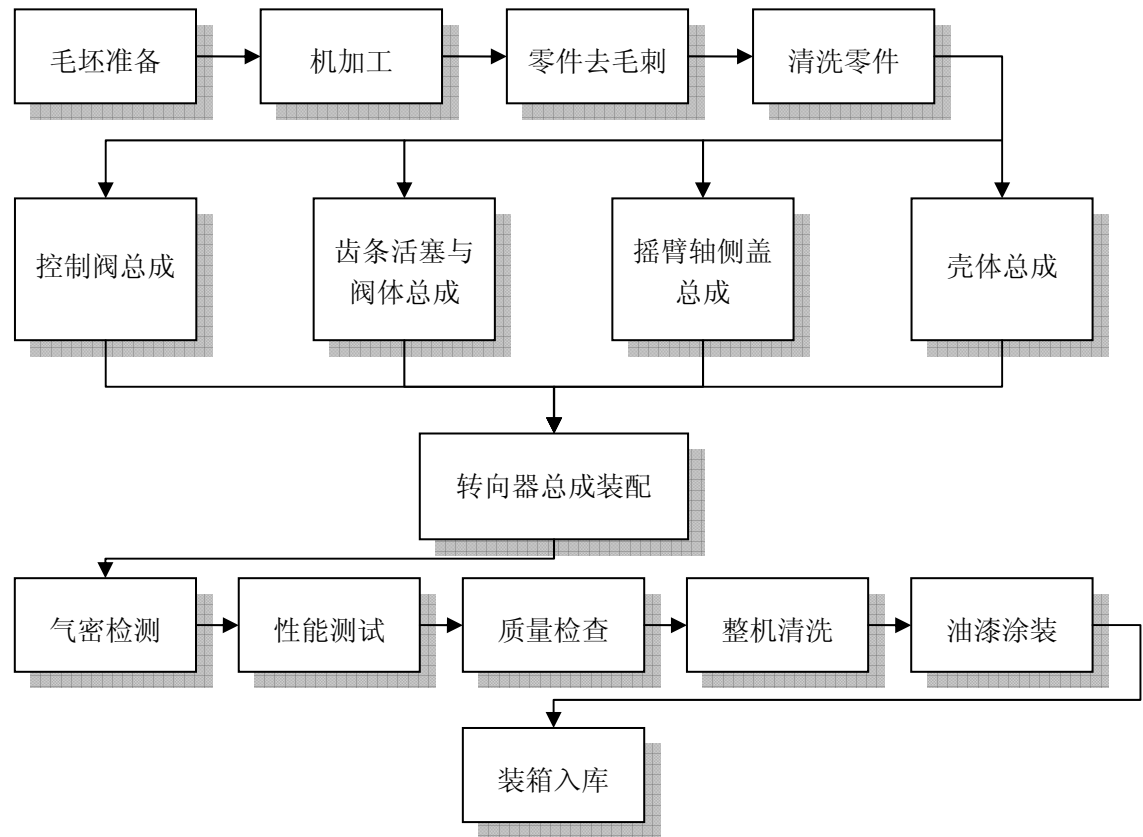 毛坯准备
机加工
零件去毛刺
清洗零件
控制阀总成
齿条活塞与
阀体总成
摇臂轴侧盖
总成
壳体总成
转向器总成装配
气密检测
性能测试
质量检查
整机清洗
油漆涂装
装箱入库